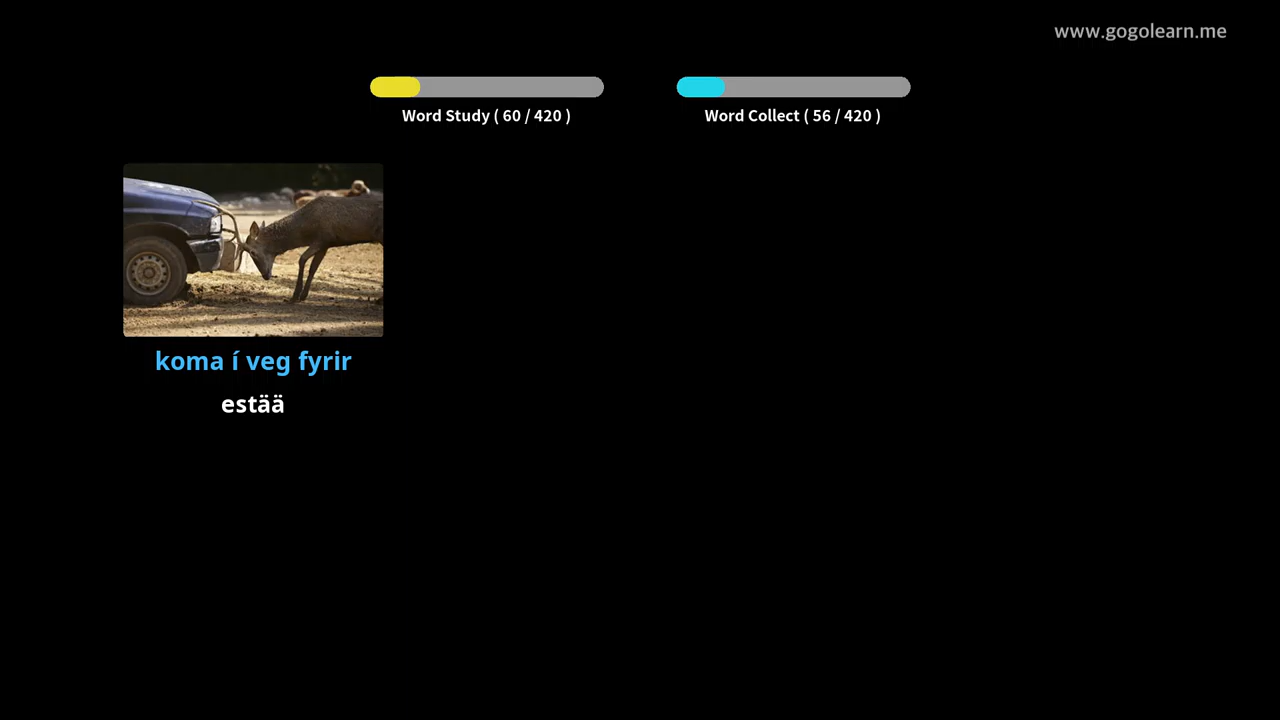 www.gogolearn.me
Word Study ( 60 / 420 )
Word Collect ( 56 / 420 )
koma í veg fyrir
estää